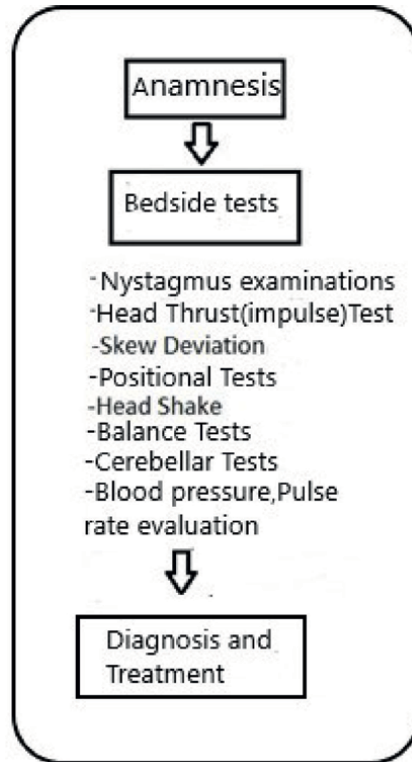 Anamnesis
Bedside tests
-Nystagmus examinations
-Head Thrust(impulse)Test
-Skew Deviation
-Positional Tests
-Head Shake
-Balance Tests
-Cerebellar Tests
-Blood pressure,Pulse
rate evaluation
Diagnosis and
Treatment